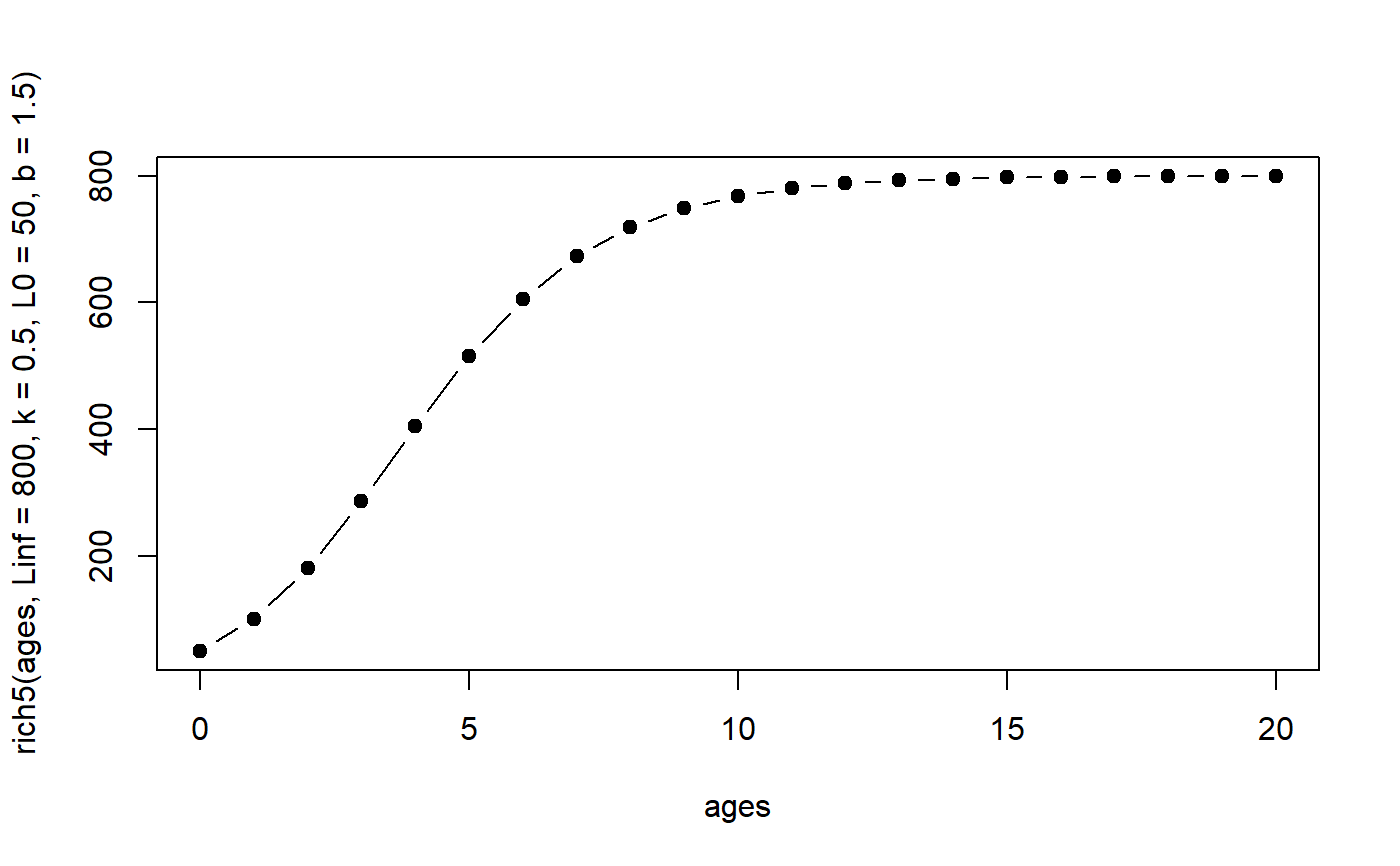 rich5(ages, Linf = 800, k = 0.5, L0 = 50, b = 1.5)
800
600
400
200
0 5 10 15 20
ages